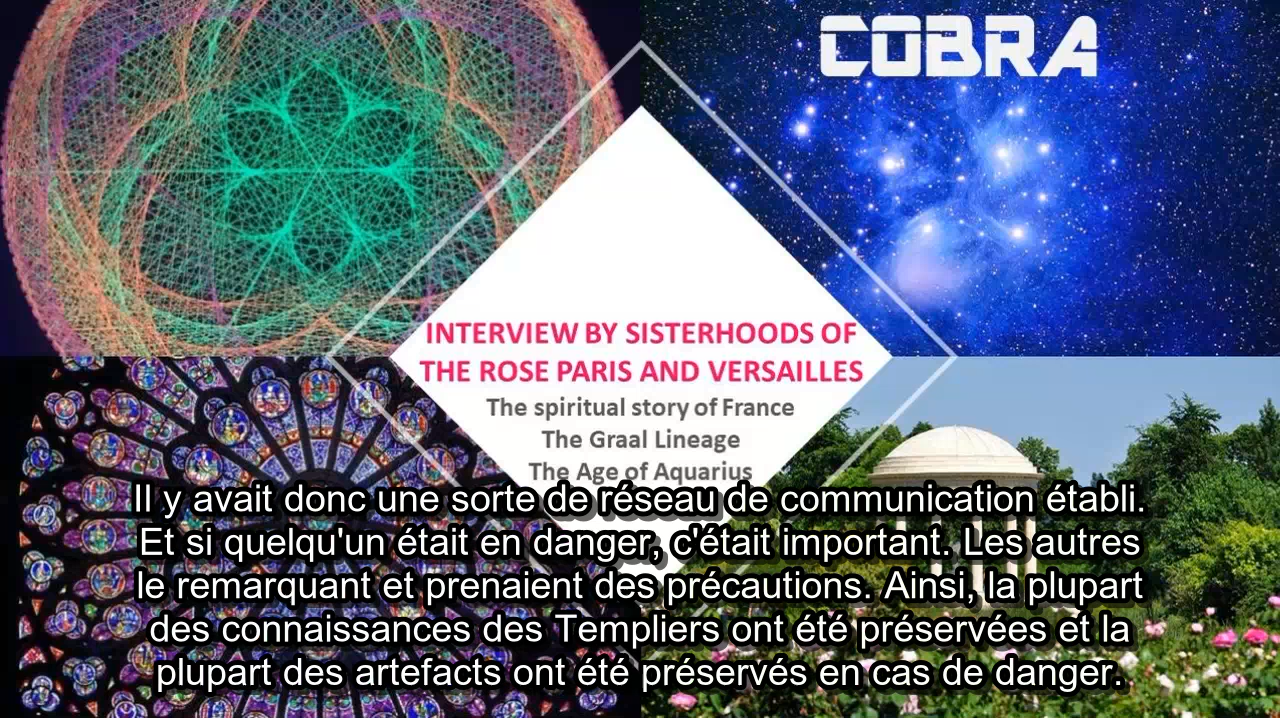 COBRA
INTERVIEW BY SISTERHOODS OF
THE ROSE PARIS AND VERSAILLES
The spiritual story of France
The Graal Lineage
The Age of Aquarius
Il y avait donc une sorte de réseau de communication établi.
Et si quelqu'un était en danger, c'était important. Les autres
le remarquant et prenaient des précautions. Ainsi, la plupart
des connaissances des Templiers ont été préservées et la
plupart des artefacts ont été préservés en cas de danger.